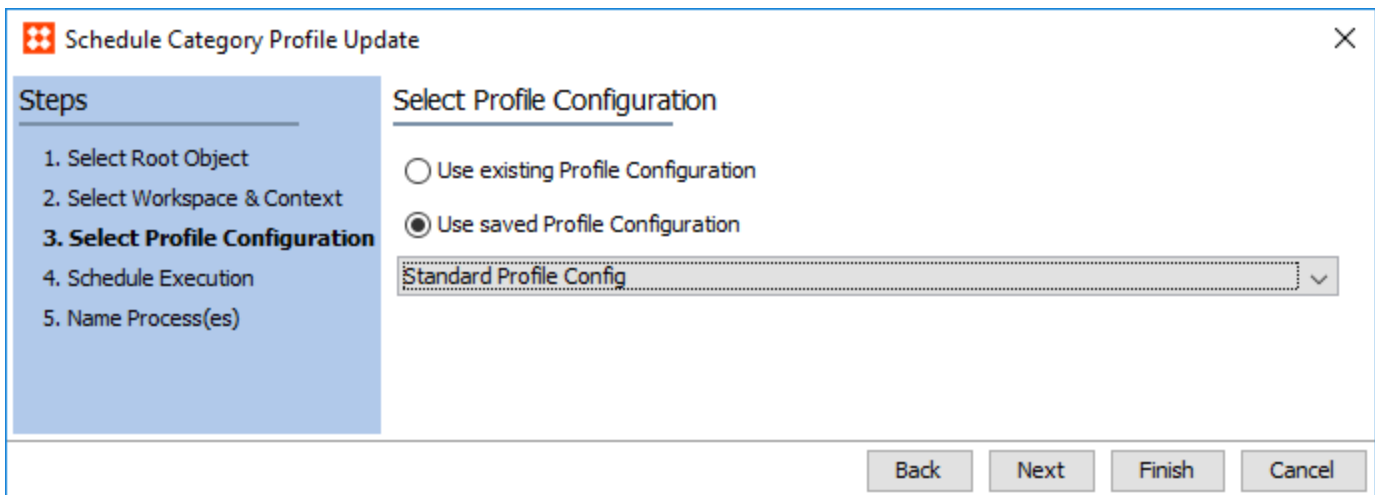 Schedule Category Profile Update
Steps
1. Select Root Object
2. Select Workspace & Context
3. Select Profile Configuration
4. Schedule Execution
5. Name Process(es)
Select Profile Configuration
Use existing Profile Configuration
Use saved Profile Configuration
Standard Profile Config
Back Next Finish Cancel